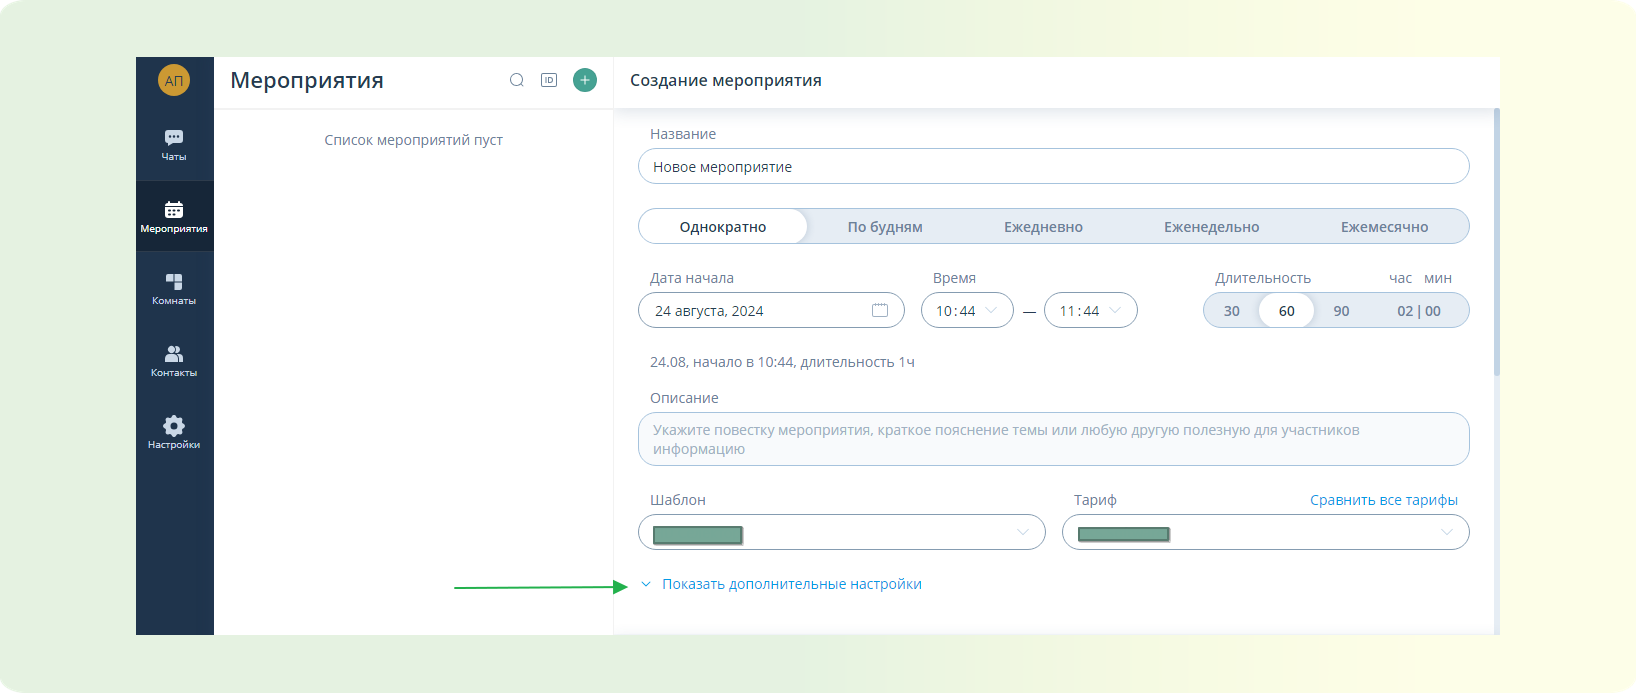 АП
Чаты
Мероприятия
Комнаты
Контакты
Настройки
Мероприятия
ID
Список мероприятий пуст
Создание мероприятия
Название
Новое мероприятие
Однократно По будням Ежедневно Еженедельно Ежемесячно
Дата начала Время Длительность час мин
24 августа, 2024 10:44 — 11:44 30 60 90 02 | 00
24.08, начало в 10:44, длительность 1ч
Описание
Укажите повестку мероприятия, краткое пояснение темы или любую другую полезную для участников
информацию
Шаблон Тариф Сравнить все тарифы
Показать дополнительные настройки